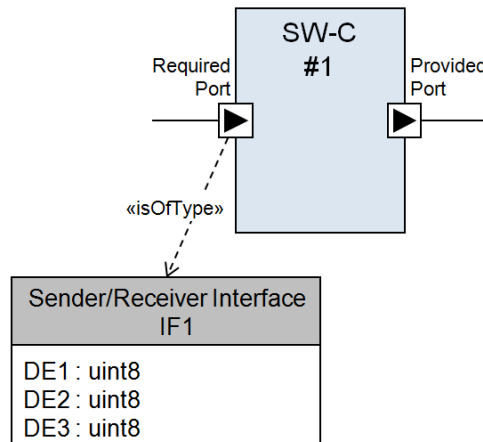 SW-C
#1
Required
Port
Provided
Port
«isOfType»
Sender/Receiver Interface
IF1
DE1 : uint8
DE2 : uint8
DE3 : uint8